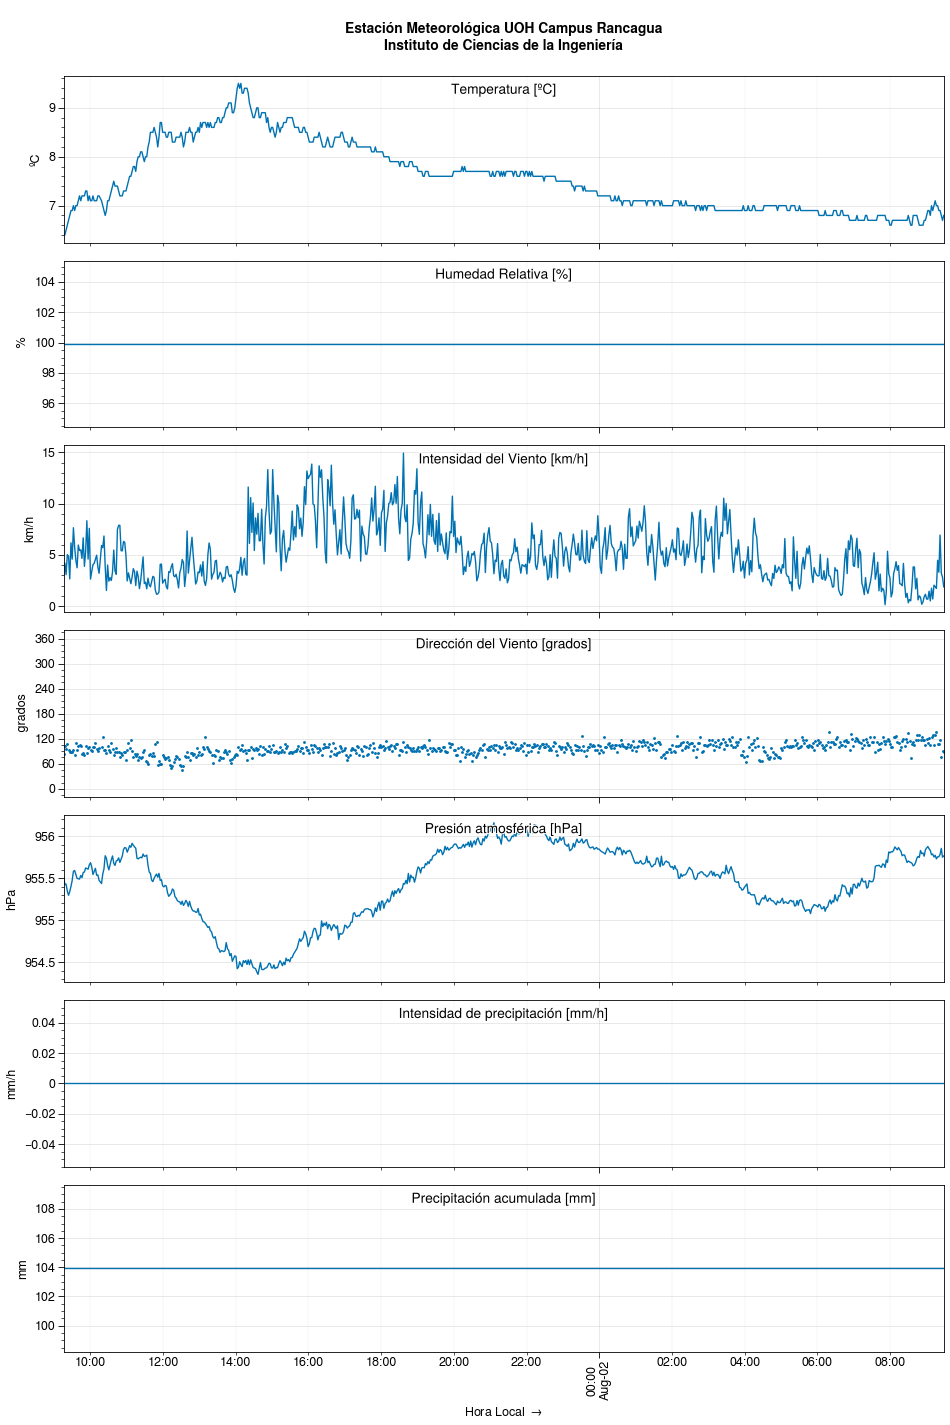 Estación Meteorológica UOH Campus Rancagua
Instituto de Ciencias de la Ingeniería
Temperatura [ºC]
9
8
7
ºC
Humedad Relativa [%]
104
102
100
98
96
%
Intensidad del Viento [km/h]
15
10
5
0
km/h
Dirección del Viento [grados]
360
300
240
180
120
60
0
grados
Presión atmosférica [hPa]
956
955.5
955
954.5
hPa
Intensidad de precipitación [mm/h]
0.04
0.02
0
−0.02
−0.04
mm/h
Precipitación acumulada [mm]
108
106
104
102
100
mm
10:00 12:00 14:00 16:00 18:00 20:00 22:00 00:00 02:00 04:00 06:00 08:00
Aug-02
Hora Local →